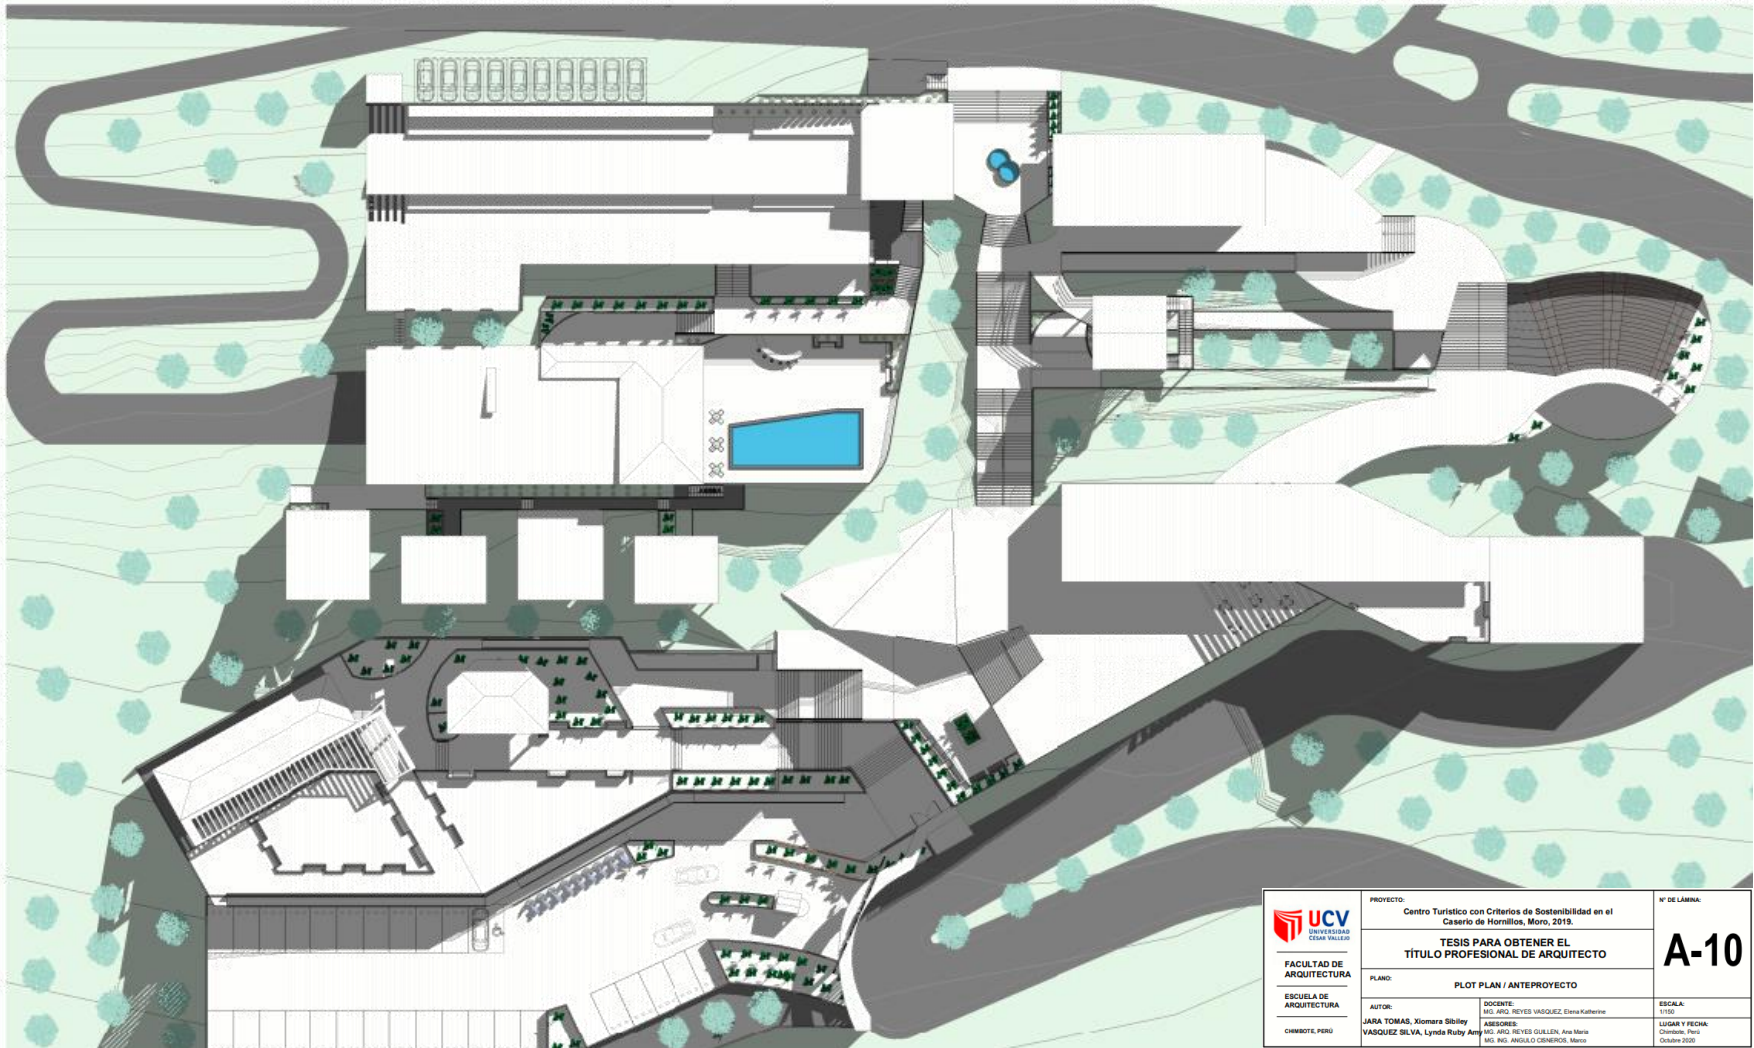 UCV
UNIVERSIDAD
CÉSAR VALLEJO
FACULTAD DE
ARQUITECTURA
ESCUELA DE
ARQUITECTURA
CHIMBOTE, PERÚ
PROYECTO:
Centro Turístico con Criterios de Sostenibilidad en el
Caserío de Hornillos, Moro, 2019.
TESIS PARA OBTENER EL
TÍTULO PROFESIONAL DE ARQUITECTO
PLANO:
PLOT PLAN / ANTEPROYECTO
AUTOR:
JARA TOMAS, Xiomara Sibiley
VASQUEZ SILVA, Lynda Ruby Amy
DOCENTE:
MG. ARQ. REYES VASQUEZ, Elena Katherine
ASESORES:
MG. ARQ. REYES GUILLEN, Ana Maria
MG. ING. ANGULO CISNEROS, Marco
N° DE LÁMINA:
A-10
ESCALA:
1/150
LUGAR Y FECHA:
Chimbote, Perú
Octubre 2020